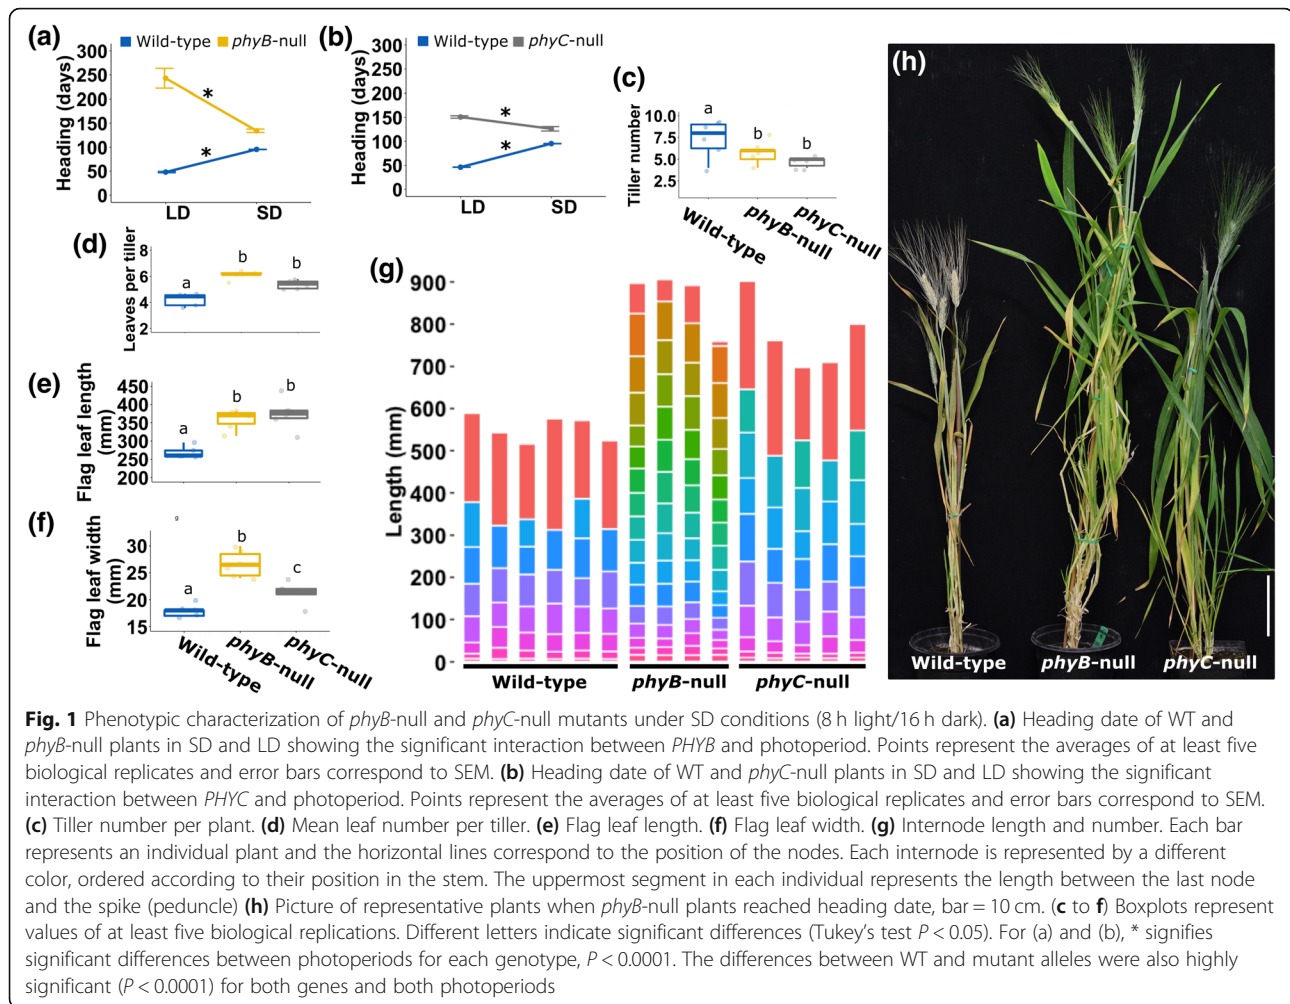 (a)
Wild-type phyB-null
Heading (days)
300
250
200
150
100
50
0
*
*
LD SD
(b)
Wild-type phyC-null
Heading (days)
300
250
200
150
100
50
0
*
*
LD SD
(c)
Tiller number
10.0
7.5
5.0
2.5
a
b
b
Wild-type
phyB-null
phyC-null
(d)
Leaves per tiller
8
6
4
2
a
b
b
(e)
Flag leaf length
(mm)
450
400
350
300
250
200
a
b
b
(f)
Flag leaf width
(mm)
30
25
20
15
g
a
b
c
Wild-type
phyB-null
phyC-null
(g)
Length (mm)
900
800
700
600
500
400
300
200
100
0
Wild-type phyB-null phyC-null
(h)
Wild-type phyB-null phyC-null
Fig. 1 Phenotypic characterization of phyB-null and phyC-null mutants under SD conditions (8 h light/16 h dark). (a) Heading date of WT and
phyB-null plants in SD and LD showing the significant interaction between PHYB and photoperiod. Points represent the averages of at least five
biological replicates and error bars correspond to SEM. (b) Heading date of WT and phyC-null plants in SD and LD showing the significant
interaction between PHYC and photoperiod. Points represent the averages of at least five biological replicates and error bars correspond to SEM.
(c) Tiller number per plant. (d) Mean leaf number per tiller. (e) Flag leaf length. (f) Flag leaf width. (g) Internode length and number. Each bar
represents an individual plant and the horizontal lines correspond to the position of the nodes. Each internode is represented by a different
color, ordered according to their position in the stem. The uppermost segment in each individual represents the length between the last node
and the spike (peduncle) (h) Picture of representative plants when phyB-null plants reached heading date, bar = 10 cm. (c to f) Boxplots represent
values of at least five biological replications. Different letters indicate significant differences (Tukey's test P < 0.05). For (a) and (b), * signifies
significant differences between photoperiods for each genotype, P < 0.0001. The differences between WT and mutant alleles were also highly
significant (P < 0.0001) for both genes and both photoperiods